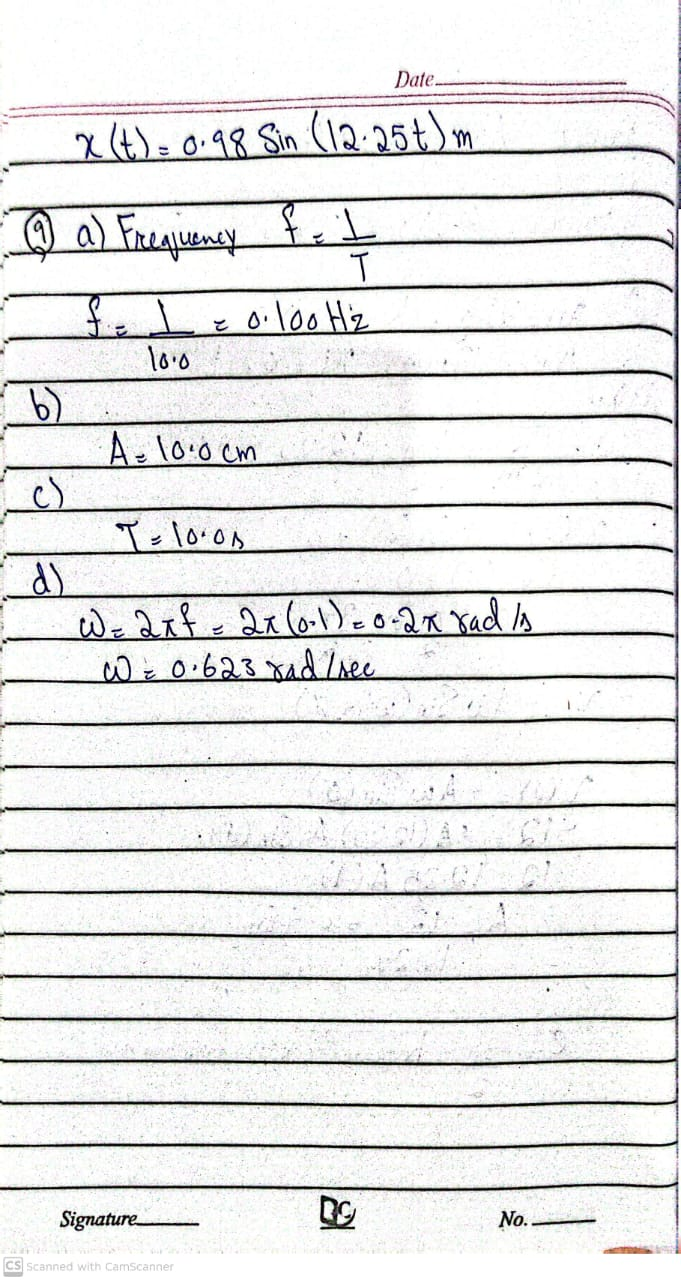 Date
x(t) = 0.98 Sin (12.25t) m
9 a) Frequency f = 1/T
f = 1/10.0 = 0.100 Hz
b)
A = 10.0 cm
c)
T = 10.0s
d)
ω = 2πf = 2π(0.1) = 0.2π rad/s
ω = 0.623 rad/sec
Signature
No.
CS Scanned with CamScanner